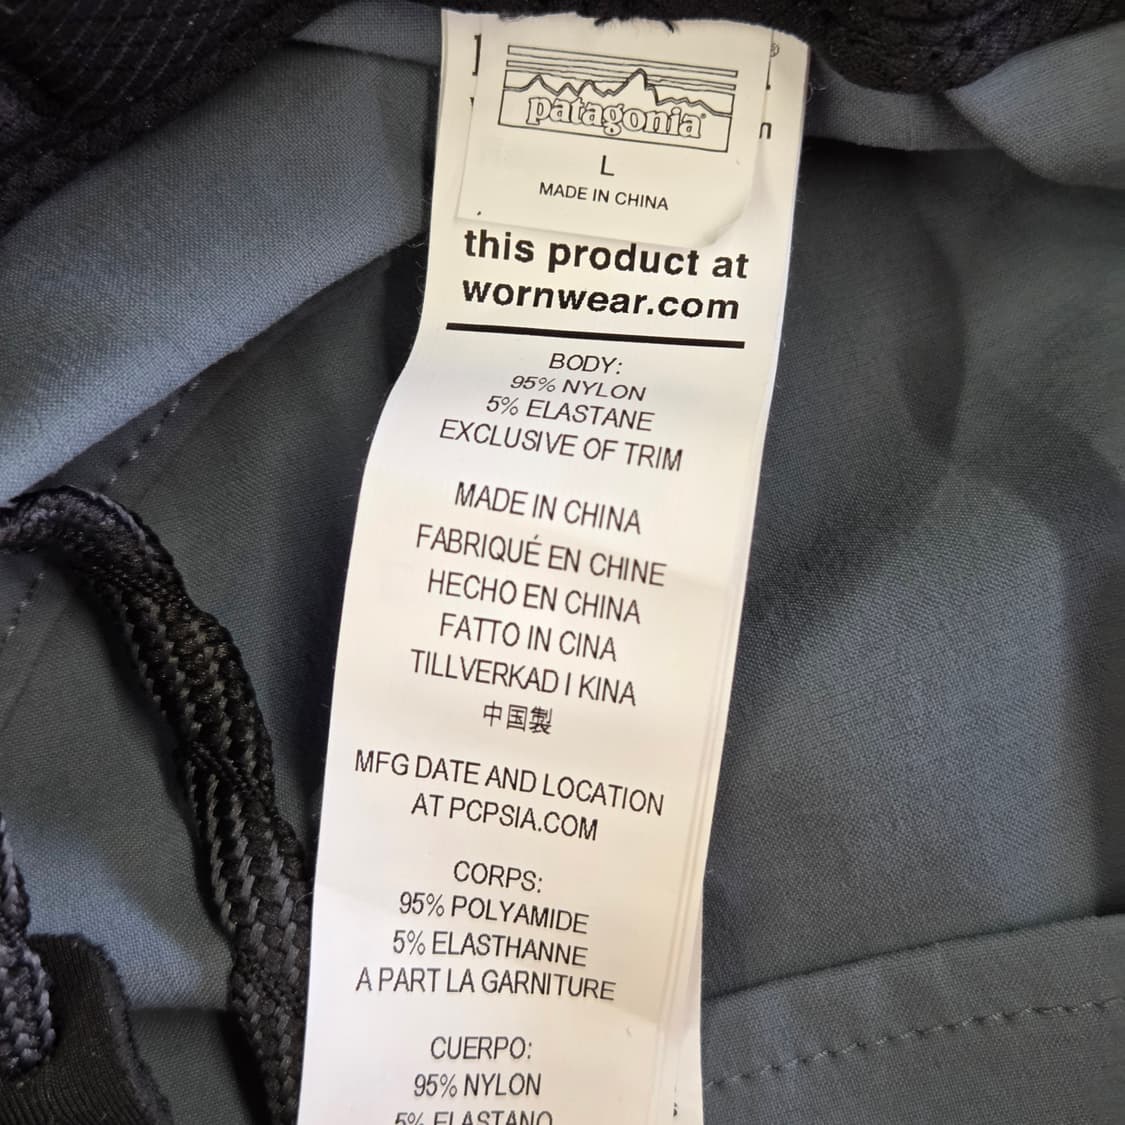 patagonia®
L
MADE IN CHINA
this product at
wornwear.com
BODY:
95% NYLON
5% ELASTANE
EXCLUSIVE OF TRIM
MADE IN CHINA
FABRIQUÉ EN CHINE
HECHO EN CHINA
FATTO IN CINA
TILLVERKAD I KINA
中国製
MFG DATE AND LOCATION
AT PCPSIA.COM
CORPS:
95% POLYAMIDE
5% ELASTHANNE
A PART LA GARNITURE
CUERPO:
95% NYLON
5% ELASTANO